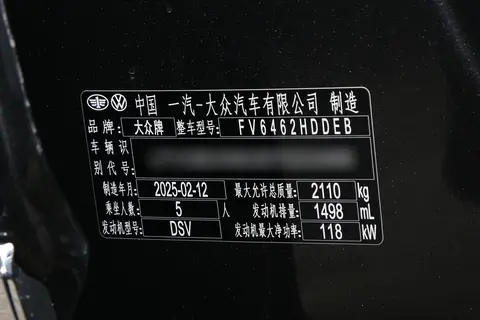 中国 一汽-大众汽车有限公司 制造
品牌: 大众牌 整车型号: FV6462HDDEB
车辆识
别代号:
制造年月: 2025-02-12 最大允许总质量: 2110 kg
乘坐人数: 5 人 发动机排量: 1498 mL
发动机型号: DSV 发动机最大净功率: 118 kW